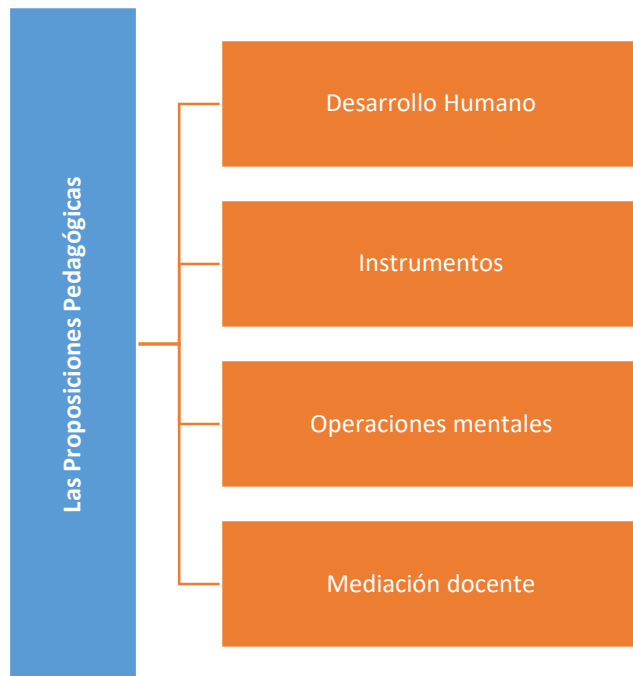 Las Proposiciones Pedagógicas
Desarrollo Humano
Instrumentos
Operaciones mentales
Mediación docente